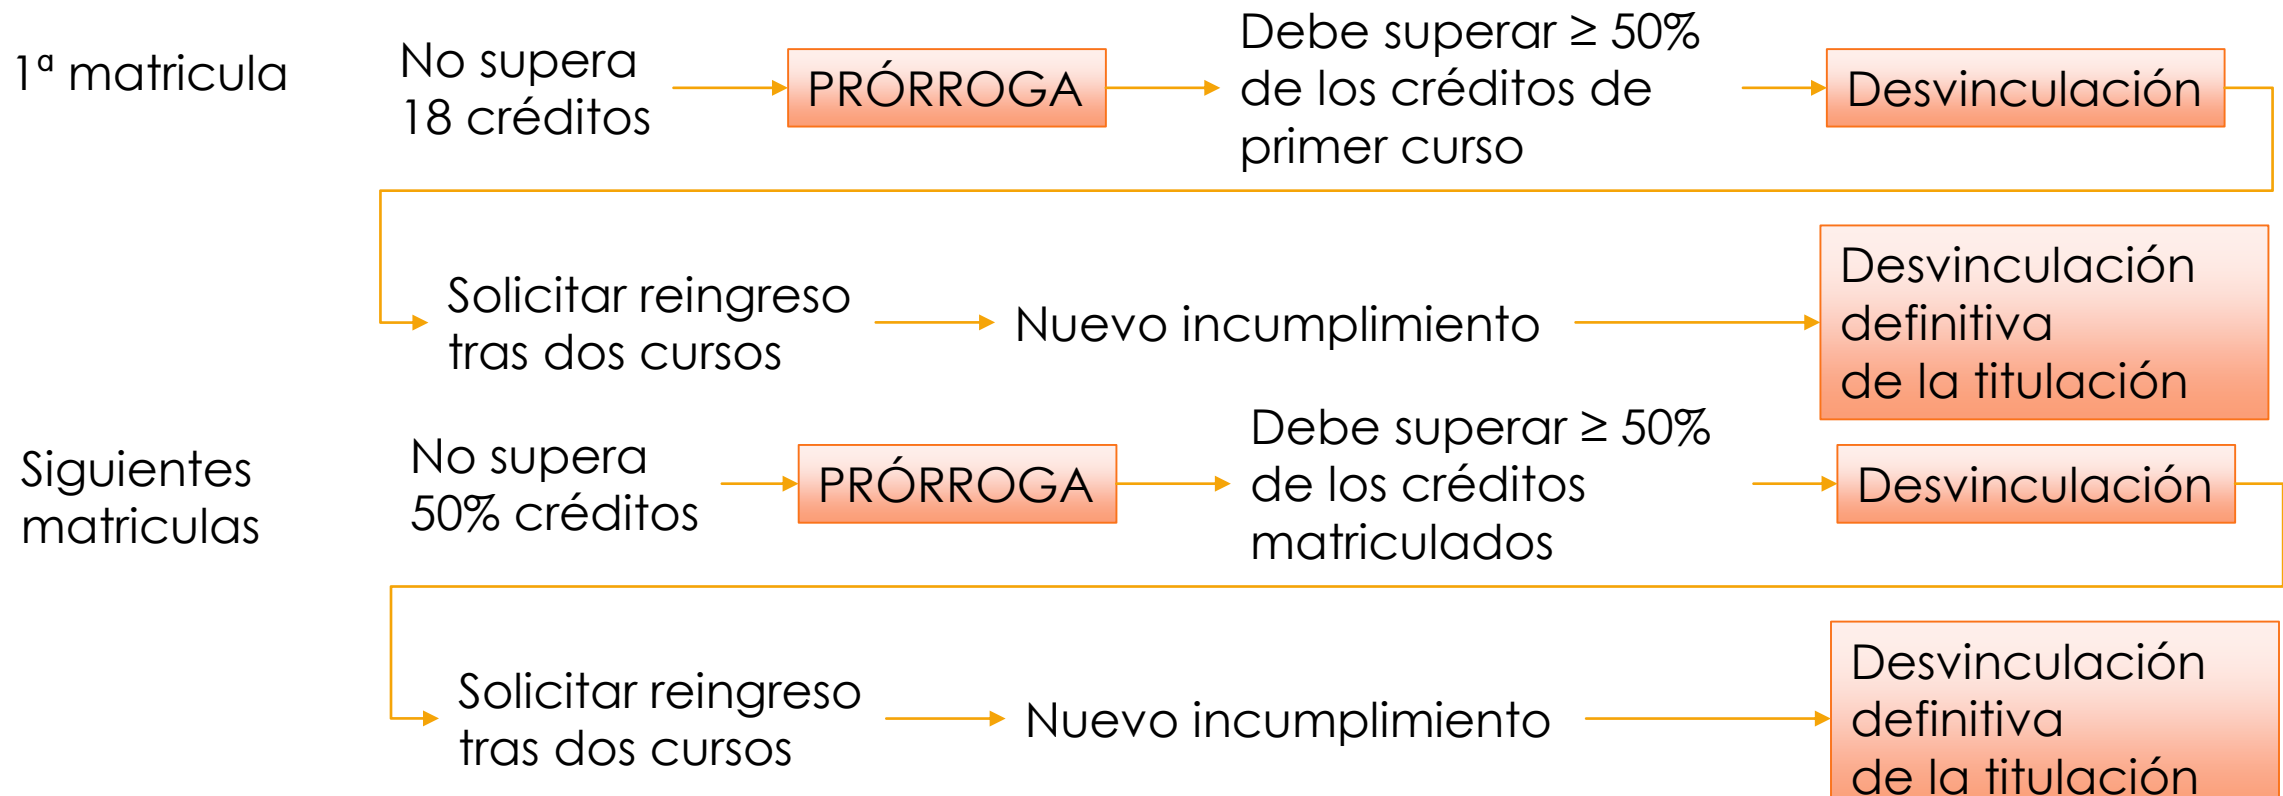 1ª matricula
No supera
18 créditos
PRÓRROGA
Debe superar ≥ 50%
de los créditos de
primer curso
Desvinculación
Solicitar reingreso
tras dos cursos
Nuevo incumplimiento
Desvinculación
definitiva
de la titulación
Siguientes
matriculas
No supera
50% créditos
PRÓRROGA
Debe superar ≥ 50%
de los créditos
matriculados
Desvinculación
Solicitar reingreso
tras dos cursos
Nuevo incumplimiento
Desvinculación
definitiva
de la titulación